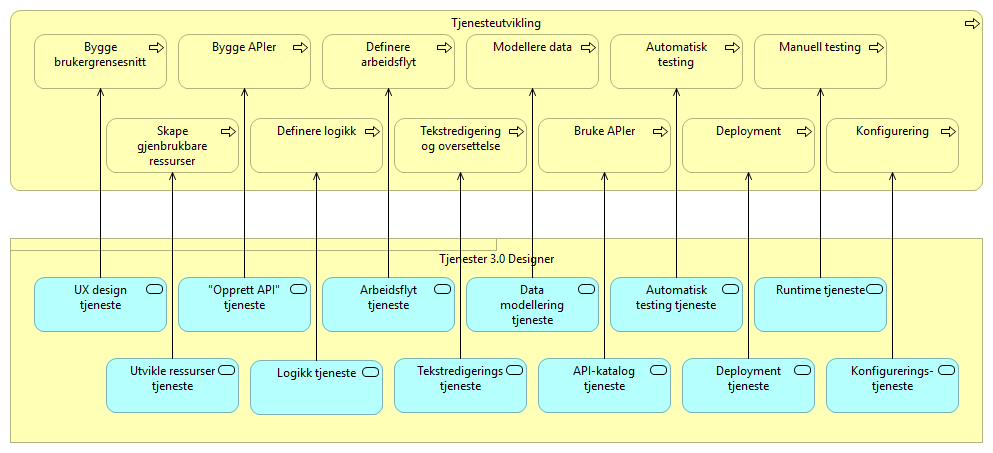 Tjenesteutvikling
Bygge
brukergrensesnitt
Bygge APIer
Definere
arbeidsflyt
Modellere data
Automatisk
testing
Manuell testing
Skape
gjenbrukbare
ressurser
Definere logikk
Tekstredigering
og oversettelse
Bruke APIer
Deployment
Konfigurering
Tjenester 3.0 Designer
UX design
tjeneste
"Opprett API"
tjeneste
Arbeidsflyt
tjeneste
Data
modellering
tjeneste
Automatisk
testing tjeneste
Runtime tjeneste
Utvikle ressurser
tjeneste
Logikk tjeneste
Tekstredigerings
tjeneste
API-katalog
tjeneste
Deployment
tjeneste
Konfigurerings-
tjeneste